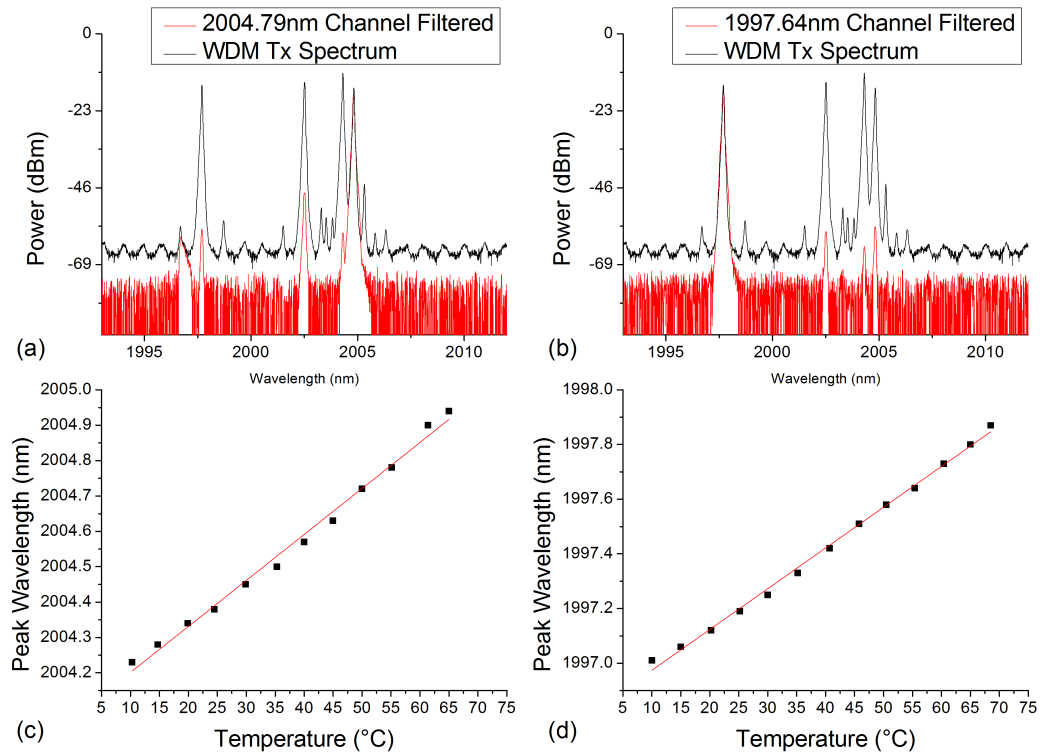 2004.79nm Channel Filtered
WDM Tx Spectrum
0
-23
-46
-69
Power (dBm)
1995 2000 2005 2010
Wavelength (nm)
(a)
1997.64nm Channel Filtered
WDM Tx Spectrum
0
-23
-46
-69
Power (dBm)
1995 2000 2005 2010
Wavelength (nm)
(b)
2005.0
2004.9
2004.8
2004.7
2004.6
2004.5
2004.4
2004.3
2004.2
Peak Wavelength (nm)
5 10 15 20 25 30 35 40 45 50 55 60 65 70 75
Temperature (°C)
(c)
1998.0
1997.8
1997.6
1997.4
1997.2
1997.0
Peak Wavelength (nm)
5 10 15 20 25 30 35 40 45 50 55 60 65 70 75
Temperature (°C)
(d)